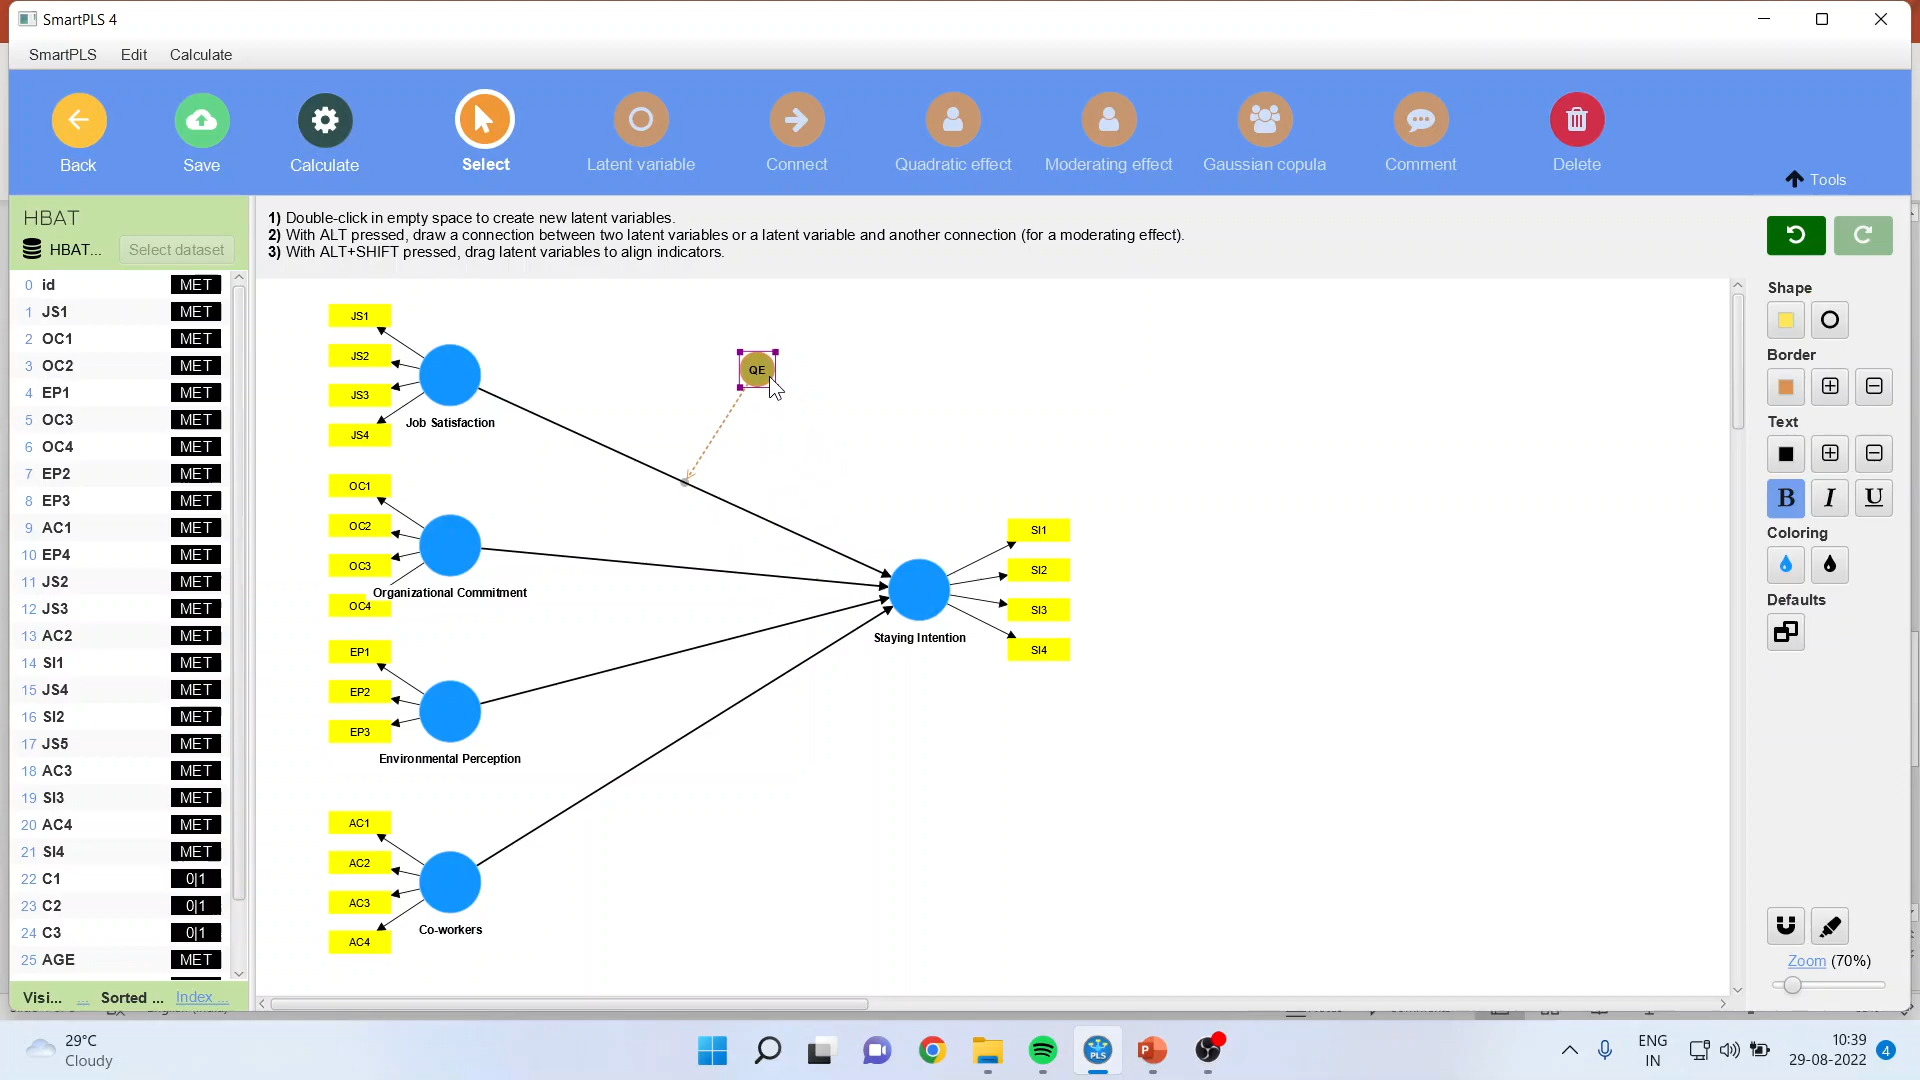 SmartPLS 4
SmartPLS Edit Calculate
Back Save Calculate Select Latent variable Connect Quadratic effect Moderating effect Gaussian copula Comment Delete
Tools
HBAT
HBAT... Select dataset
1) Double-click in empty space to create new latent variables.
2) With ALT pressed, draw a connection between two latent variables or a latent variable and another connection (for a moderating effect).
3) With ALT+SHIFT pressed, drag latent variables to align indicators.
0 id MET
1 JS1 MET
2 OC1 MET
3 OC2 MET
4 EP1 MET
5 OC3 MET
6 OC4 MET
7 EP2 MET
8 EP3 MET
9 AC1 MET
10 EP4 MET
11 JS2 MET
12 JS3 MET
13 AC2 MET
14 SI1 MET
15 JS4 MET
16 SI2 MET
17 JS5 MET
18 AC3 MET
19 SI3 MET
20 AC4 MET
21 SI4 MET
22 C1 0|1
23 C2 0|1
24 C3 0|1
25 AGE MET
Visi... ... Sorted ... Index ...
JS1
JS2
JS3
JS4
Job Satisfaction
QE
OC1
OC2
OC3
OC4
Organizational Commitment
EP1
EP2
EP3
Environmental Perception
AC1
AC2
AC3
AC4
Co-workers
SI1
SI2
SI3
SI4
Staying Intention
Shape
Border
Text
B I U
Coloring
Defaults
Zoom (70%)
29°C
Cloudy
PLS
P
ENG
IN
10:39
29-08-2022
4